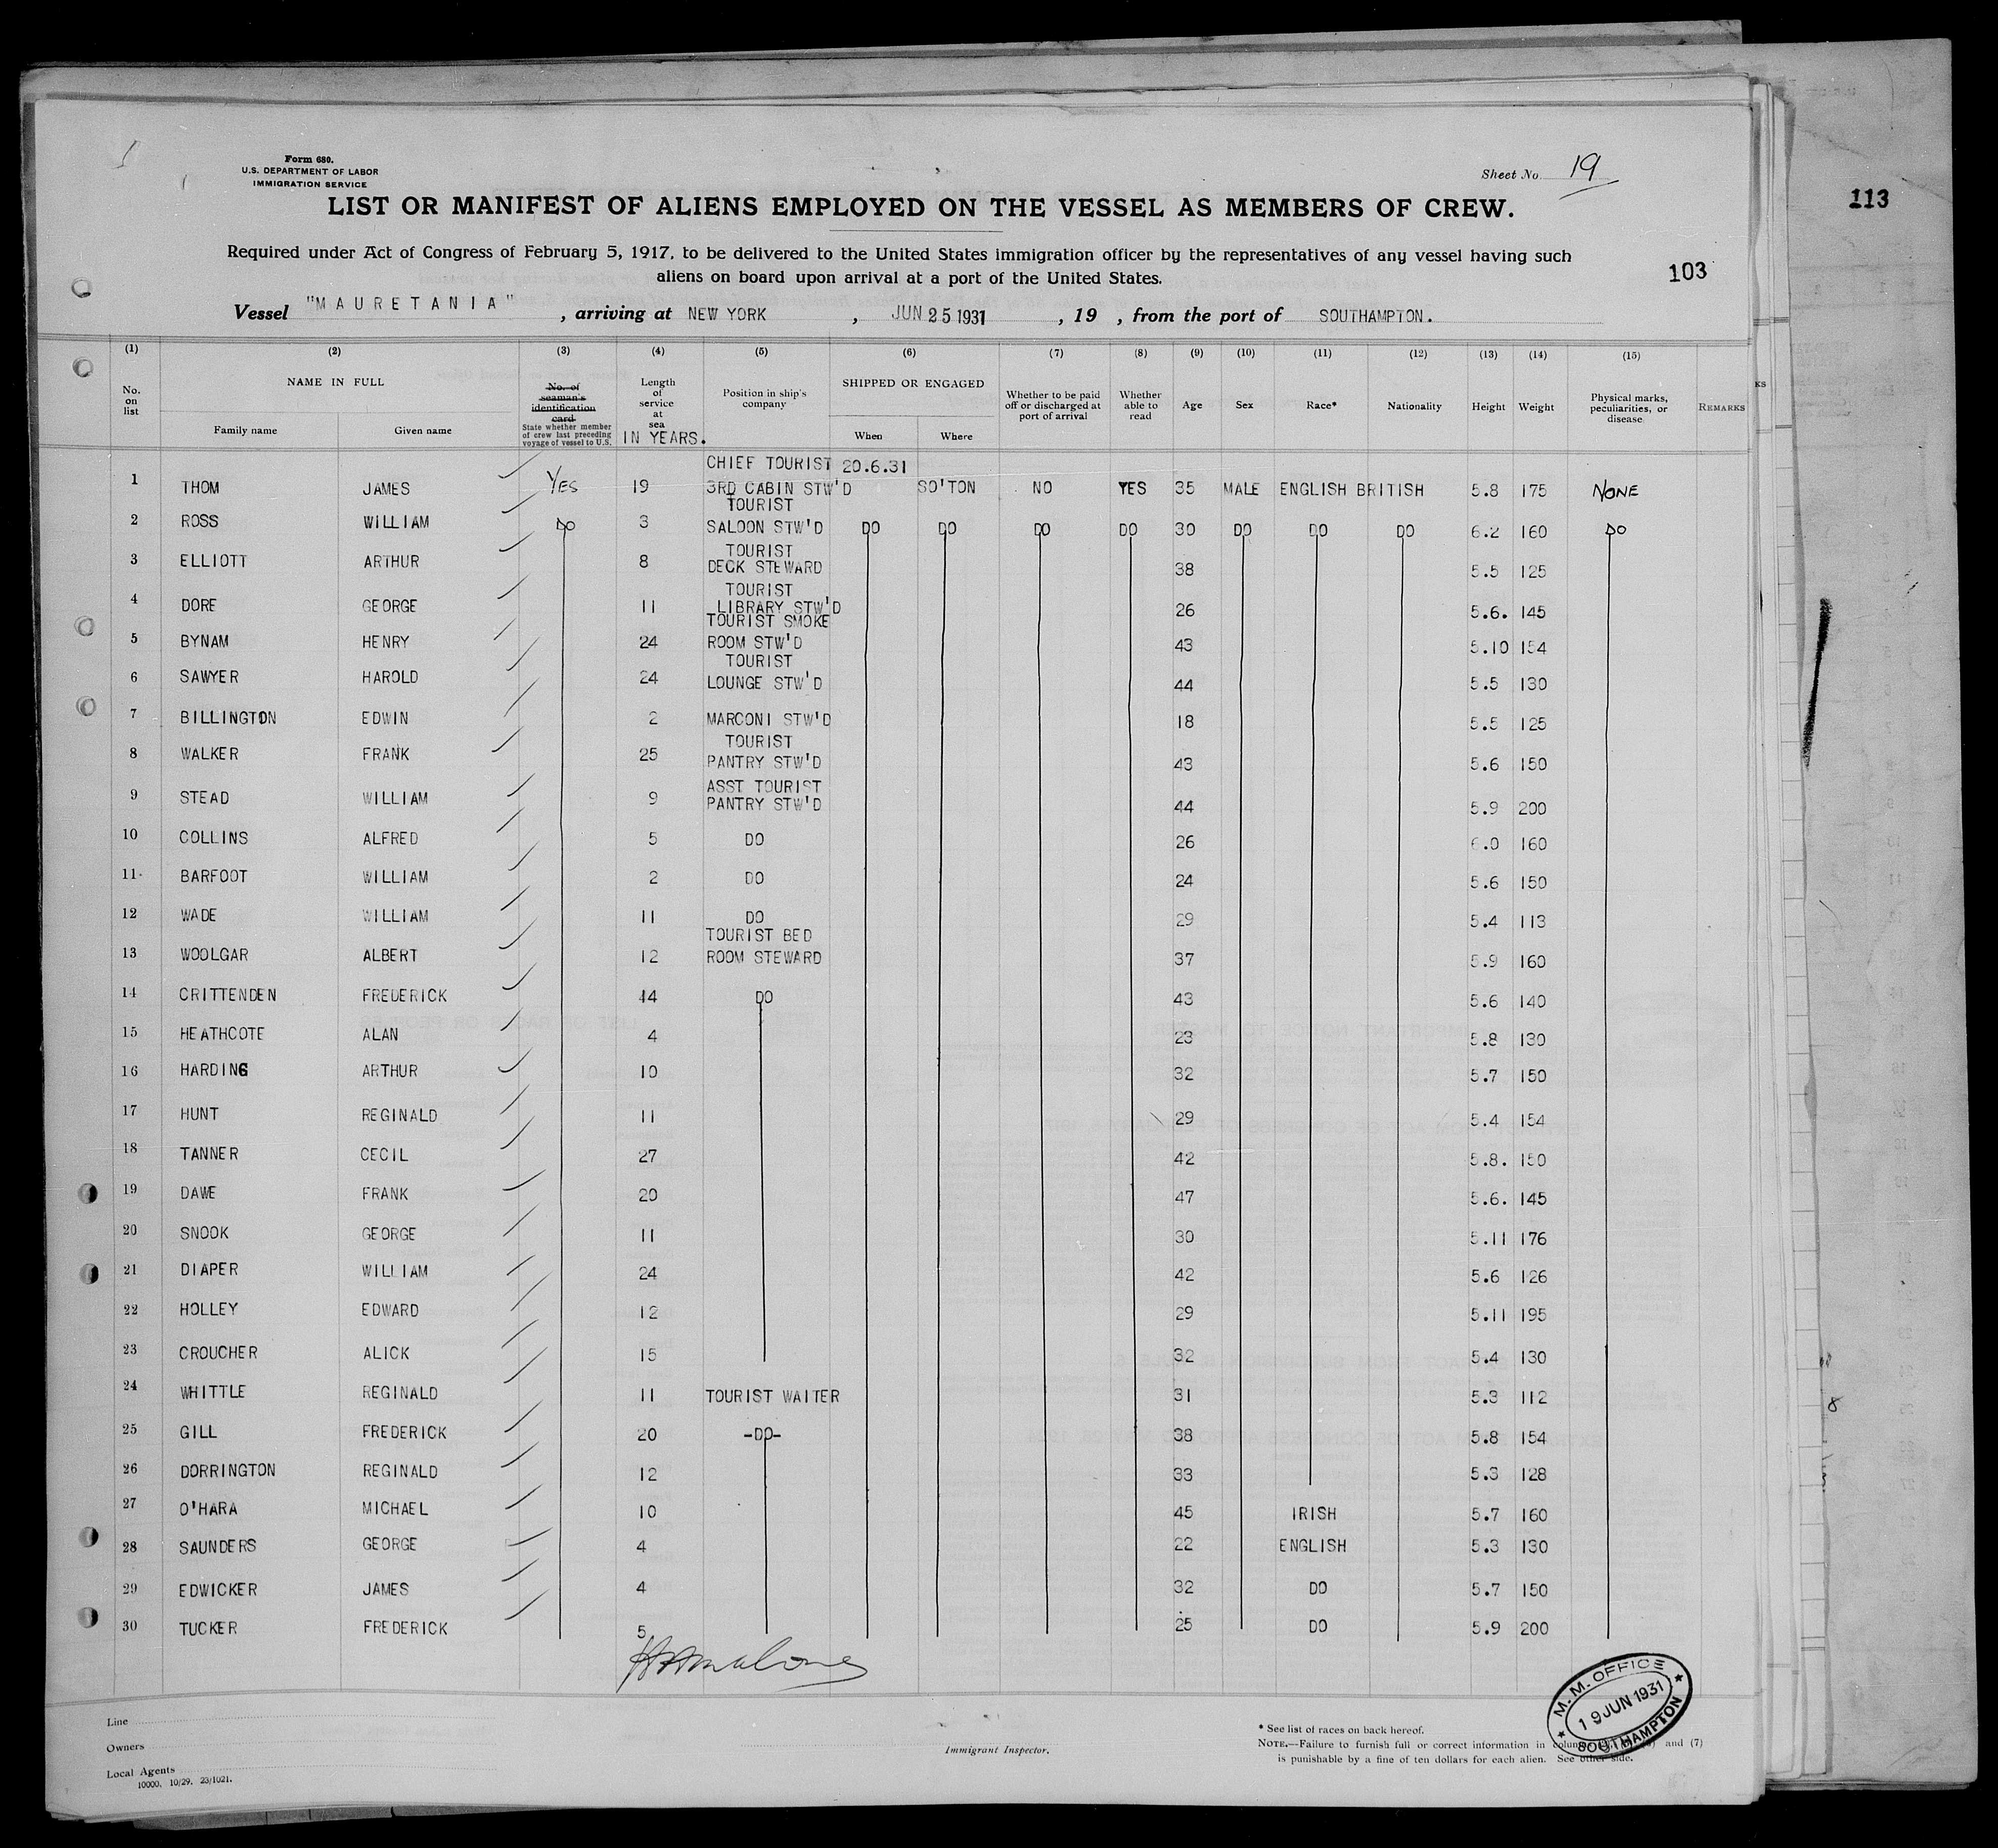 Form 680.
U.S. DEPARTMENT OF LABOR
IMMIGRATION SERVICE
Sheet No. 19
LIST OR MANIFEST OF ALIENS EMPLOYED ON THE VESSEL AS MEMBERS OF CREW.
113
Required under Act of Congress of February 5, 1917, to be delivered to the United States immigration officer by the representatives of any vessel having such
aliens on board upon arrival at a port of the United States.
103
Vessel "MAURETANIA", arriving at NEW YORK, JUN 25 1931, 19 , from the port of SOUTHAMPTON.
(1) (2) (3) (4) (5) (6) (7) (8) (9) (10) (11) (12) (13) (14) (15)
No. on list
NAME IN FULL
Family name Given name
No. of seaman's identification card
State whether member of crew last preceding voyage of vessel to U.S.
Length of service at sea IN YEARS.
Position in ship's company
SHIPPED OR ENGAGED
When Where
Whether to be paid off or discharged at port of arrival
Whether able to read
Age Sex Race* Nationality Height Weight
Physical marks, peculiarities, or disease
REMARKS KS
CHIEF TOURIST 20.6.31
1 THOM JAMES YES 19 3RD CABIN STW'D SO'TON NO YES 35 MALE ENGLISH BRITISH 5.8 175 NONE
TOURIST
2 ROSS WILLIAM DO 3 SALOON STW'D DO DO DO DO 30 DO DO DO 6.2 160 DO
TOURIST
3 ELLIOTT ARTHUR 8 DECK STEWARD 38 5.5 125
TOURIST
4 DORE GEORGE 11 LIBRARY STW'D 26 5.6. 145
TOURIST SMOKE
5 BYNAM HENRY 24 ROOM STW'D 43 5.10 154
TOURIST
6 SAWYER HAROLD 24 LOUNGE STW'D 44 5.5 130
7 BILLINGTON EDWIN 2 MARCONI STW'D 18 5.5 125
TOURIST
8 WALKER FRANK 25 PANTRY STW'D 43 5.6 150
ASST TOURIST
9 STEAD WILLIAM 9 PANTRY STW'D 44 5.9 200
10 COLLINS ALFRED 5 DO 26 6.0 160
11 BARFOOT WILLIAM 2 DO 24 5.6 150
12 WADE WILLIAM 11 DO 29 5.4 113
TOURIST BED
13 WOOLGAR ALBERT 12 ROOM STEWARD 37 5.9 160
14 CRITTENDEN FREDERICK 14 DO 43 5.6 140
15 HEATHCOTE ALAN 4 23 5.8 130
16 HARDING ARTHUR 10 32 5.7 150
17 HUNT REGINALD 11 29 5.4 154
18 TANNER CECIL 27 42 5.8. 150
19 DAWE FRANK 20 47 5.6. 145
20 SNOOK GEORGE 11 30 5.11 176
21 DIAPER WILLIAM 24 42 5.6 126
22 HOLLEY EDWARD 12 29 5.11 195
23 CROUCHER ALICK 15 32 5.4 130
24 WHITTLE REGINALD 11 TOURIST WAITER 31 5.3 112
25 GILL FREDERICK 20 -DO- 38 5.8 154
26 DORRINGTON REGINALD 12 33 5.3 128
27 O'HARA MICHAEL 10 45 IRISH 5.7 160
28 SAUNDERS GEORGE 4 22 ENGLISH 5.3 130
29 EDWICKER JAMES 4 32 DO 5.7 150
30 TUCKER FREDERICK 5 25 DO 5.9 200
M.M. OFFICE
19 JUN 1931
SOUTHAMPTON
Line
Owners
Local Agents
10000, 10/29, 23/1021.
Immigrant Inspector.
* See list of races on back hereof.
NOTE.—Failure to furnish full or correct information in columns and (7)
is punishable by a fine of ten dollars for each alien. See other side.
8